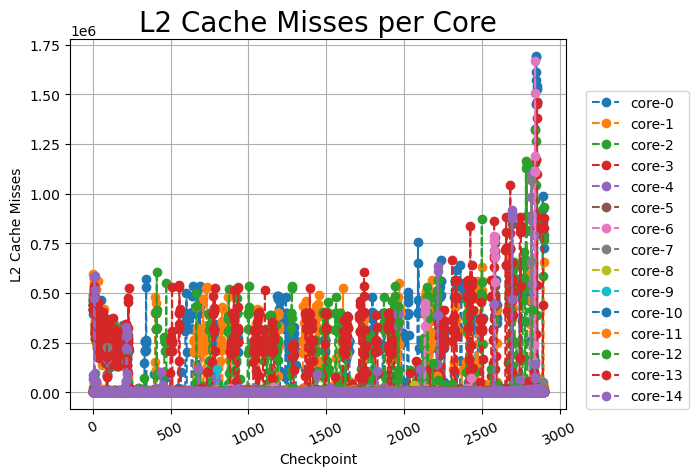 L2 Cache Misses per Core
1e6
1.75
1.50
1.25
1.00
0.75
0.50
0.25
0.00
L2 Cache Misses
0
500
1000
1500
2000
2500
3000
Checkpoint
core-0
core-1
core-2
core-3
core-4
core-5
core-6
core-7
core-8
core-9
core-10
core-11
core-12
core-13
core-14